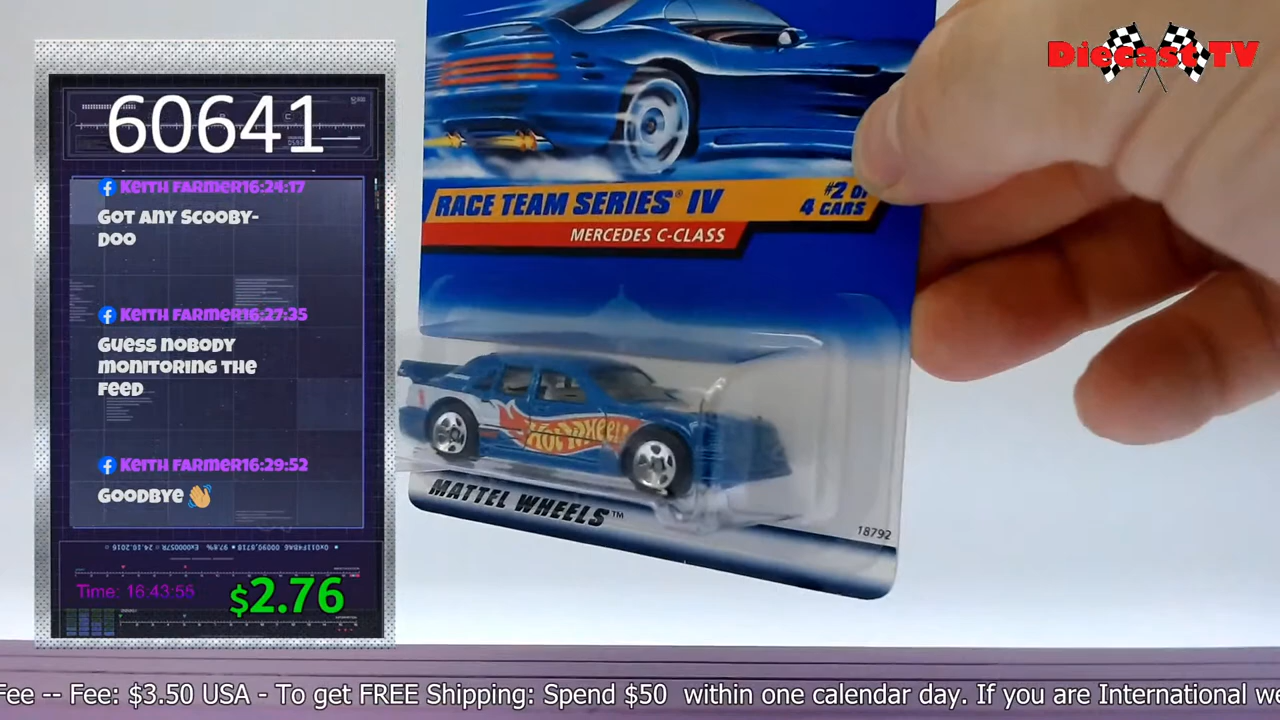 Diecast TV
60641
Keith Farmer16:24:17
Got any Scooby-
Doo
Keith Farmer16:27:35
Guess nobody
monitoring the
feed
Keith Farmer16:29:52
Goodbye 👋
Time: 16:43:55
$2.76
RACE TEAM SERIES® IV
#2 of
4 CARS
MERCEDES C-CLASS
Hot Wheels
MATTEL WHEELS™
18792
Fee -- Fee: $3.50 USA - To get FREE Shipping: Spend $50 within one calendar day. If you are International we